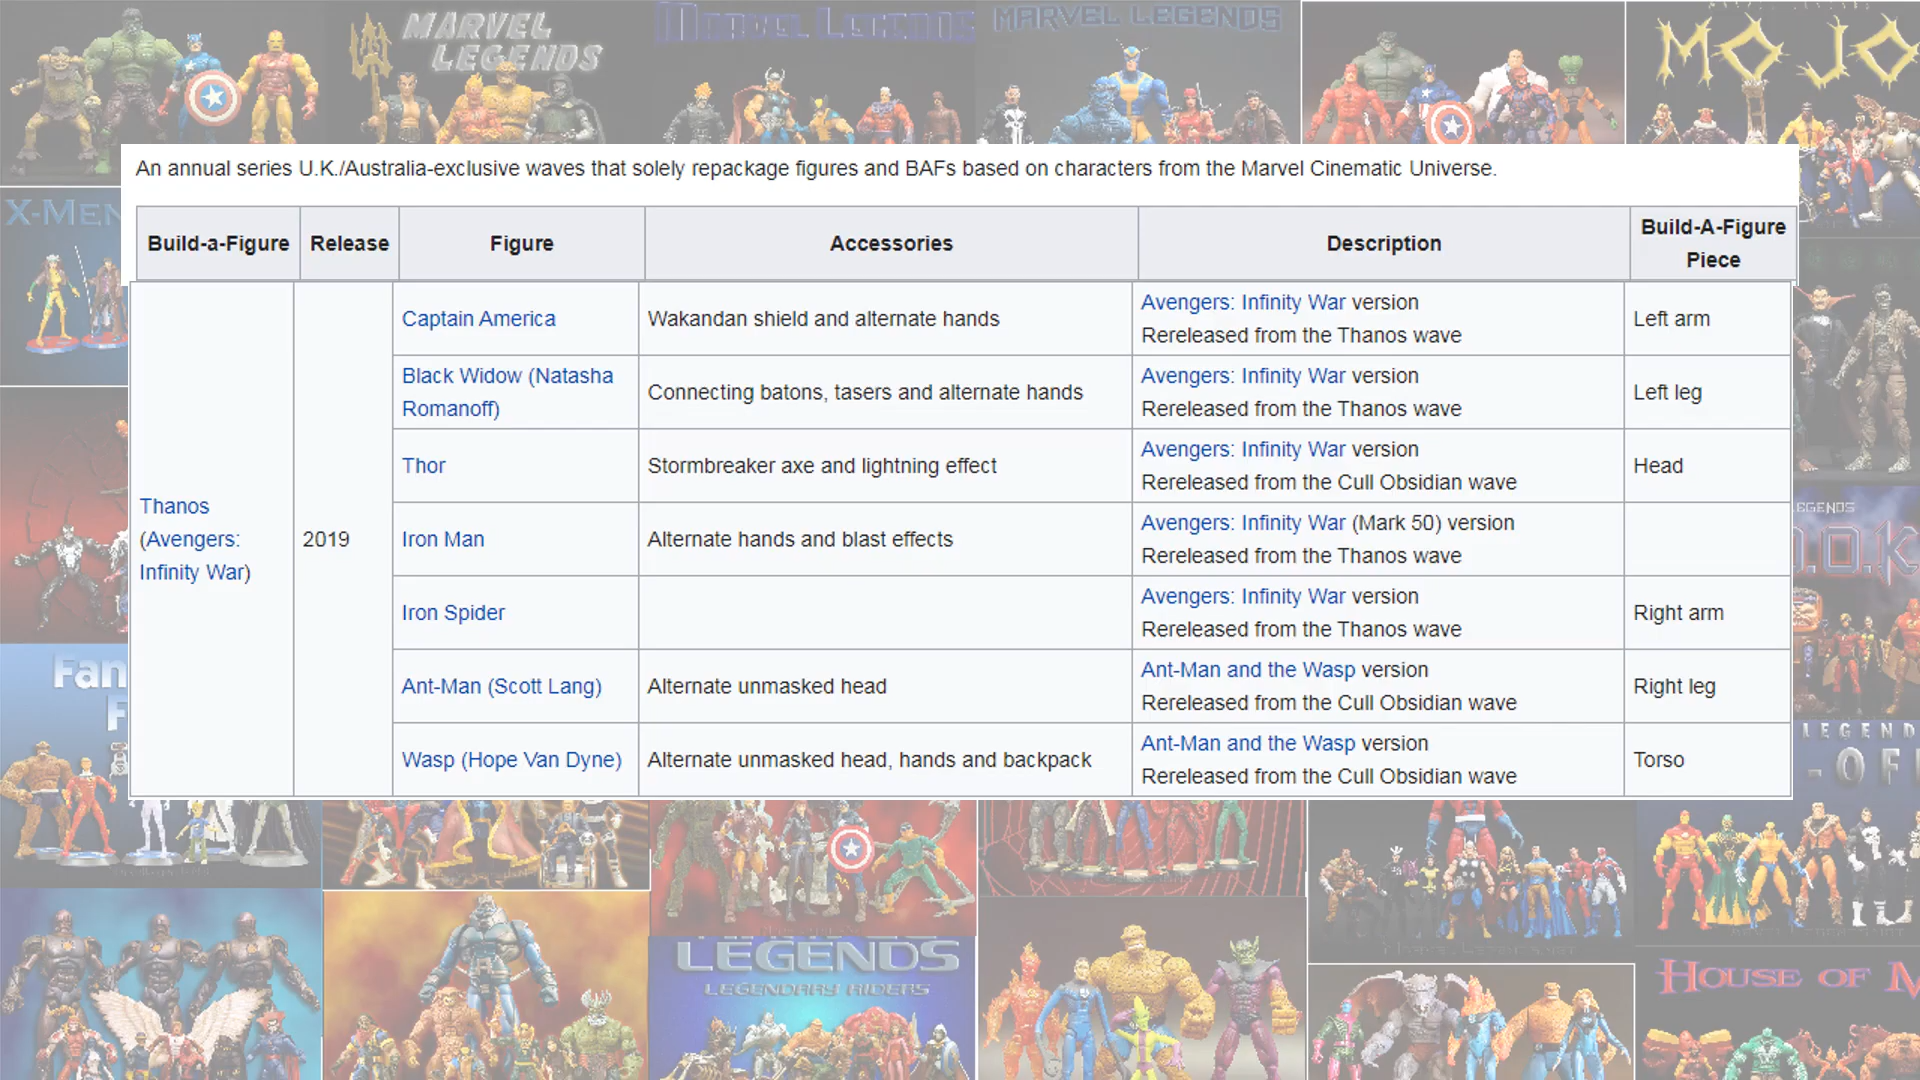 MARVEL
LEGENDS
MARVEL LEGENDS
MARVEL LEGENDS
MOJO
An annual series U.K./Australia-exclusive waves that solely repackage figures and BAFs based on characters from the Marvel Cinematic Universe.
X-MEN
Build-a-Figure Release Figure Accessories Description Build-A-Figure
Piece
Captain America Wakandan shield and alternate hands Avengers: Infinity War version Left arm
Rereleased from the Thanos wave
Black Widow (Natasha Connecting batons, tasers and alternate hands Avengers: Infinity War version Left leg
Romanoff) Rereleased from the Thanos wave
Thor Stormbreaker axe and lightning effect Avengers: Infinity War version Head
Rereleased from the Cull Obsidian wave
Thanos
(Avengers:
Infinity War)
2019
Iron Man Alternate hands and blast effects Avengers: Infinity War (Mark 50) version
Rereleased from the Thanos wave
Iron Spider Avengers: Infinity War version Right arm
Rereleased from the Thanos wave
Ant-Man (Scott Lang) Alternate unmasked head Ant-Man and the Wasp version Right leg
Rereleased from the Cull Obsidian wave
Wasp (Hope Van Dyne) Alternate unmasked head, hands and backpack Ant-Man and the Wasp version Torso
Rereleased from the Cull Obsidian wave
EGENDS
.O.K
Fan
F
LEGEND
-OF
LEGENDS
LEGENDARY RIDERS
HOUSE OF M